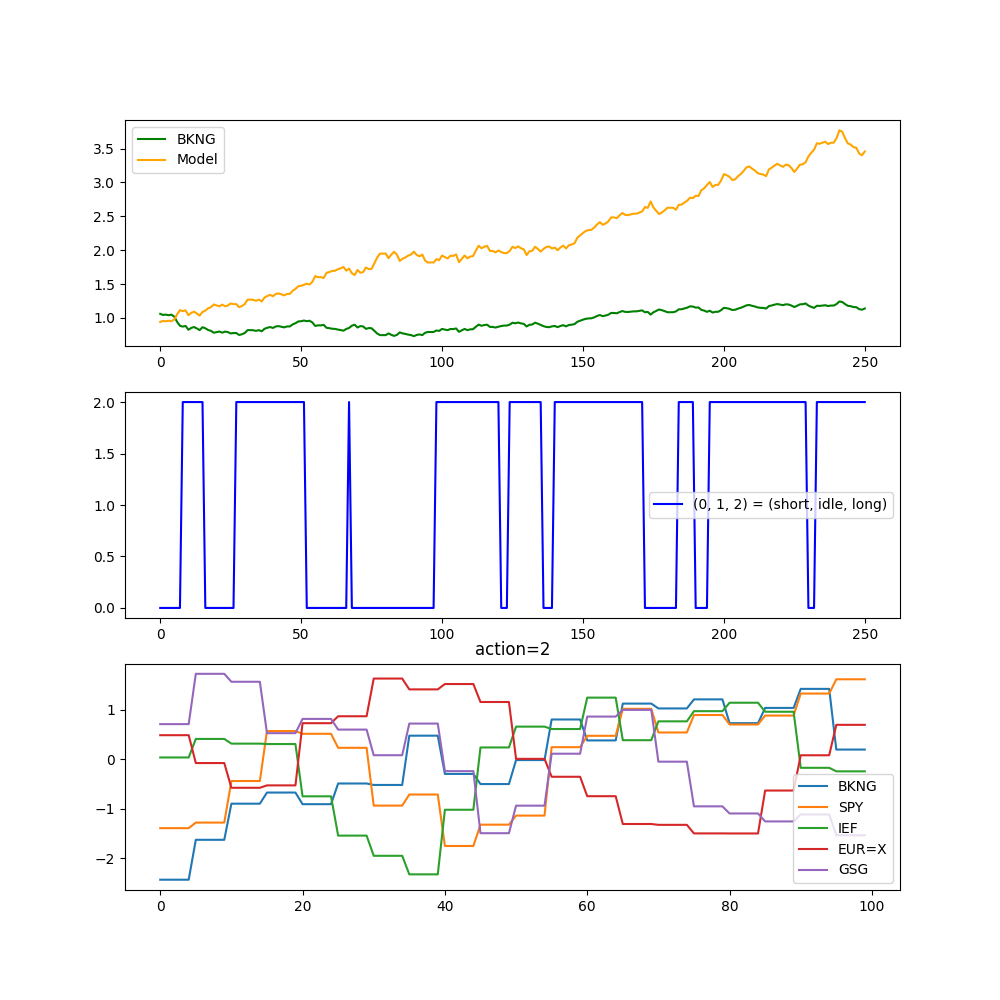 BKNG
Model
3.5
3.0
2.5
2.0
1.5
1.0
0 50 100 150 200 250
2.0
1.5
1.0
0.5
0.0
(0, 1, 2) = (short, idle, long)
0 50 100 150 200 250
action=2
1
0
−1
−2
BKNG
SPY
IEF
EUR=X
GSG
0 20 40 60 80 100